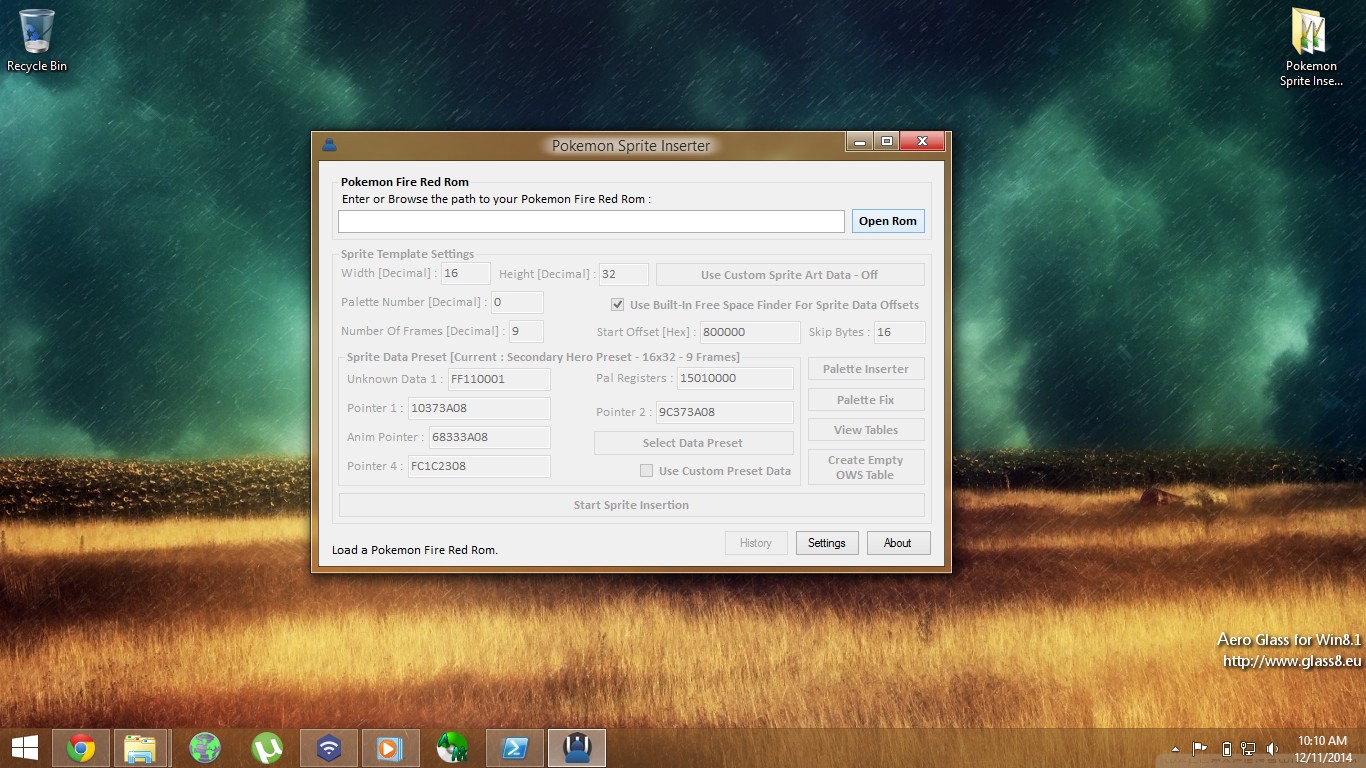 Recycle Bin
Pokemon
Sprite Inse...
Pokemon Sprite Inserter
Pokemon Fire Red Rom
Enter or Browse the path to your Pokemon Fire Red Rom :
Open Rom
Sprite Template Settings
Width [Decimal] : 16 Height [Decimal] : 32 Use Custom Sprite Art Data - Off
Palette Number [Decimal] : 0 Use Built-In Free Space Finder For Sprite Data Offsets
Number Of Frames [Decimal] : 9 Start Offset [Hex] : 800000 Skip Bytes : 16
Sprite Data Preset [Current : Secondary Hero Preset - 16x32 - 9 Frames]
Unknown Data 1 : FF110001 Pal Registers : 15010000
Pointer 1 : 10373A08 Pointer 2 : 9C373A08
Anim Pointer : 68333A08 Select Data Preset
Pointer 4 : FC1C2308 Use Custom Preset Data
Palette Inserter
Palette Fix
View Tables
Create Empty
OWS Table
Start Sprite Insertion
Load a Pokemon Fire Red Rom.
History Settings About
Aero Glass for Win8.1
http://www.glass8.eu
10:10 AM
12/11/2014